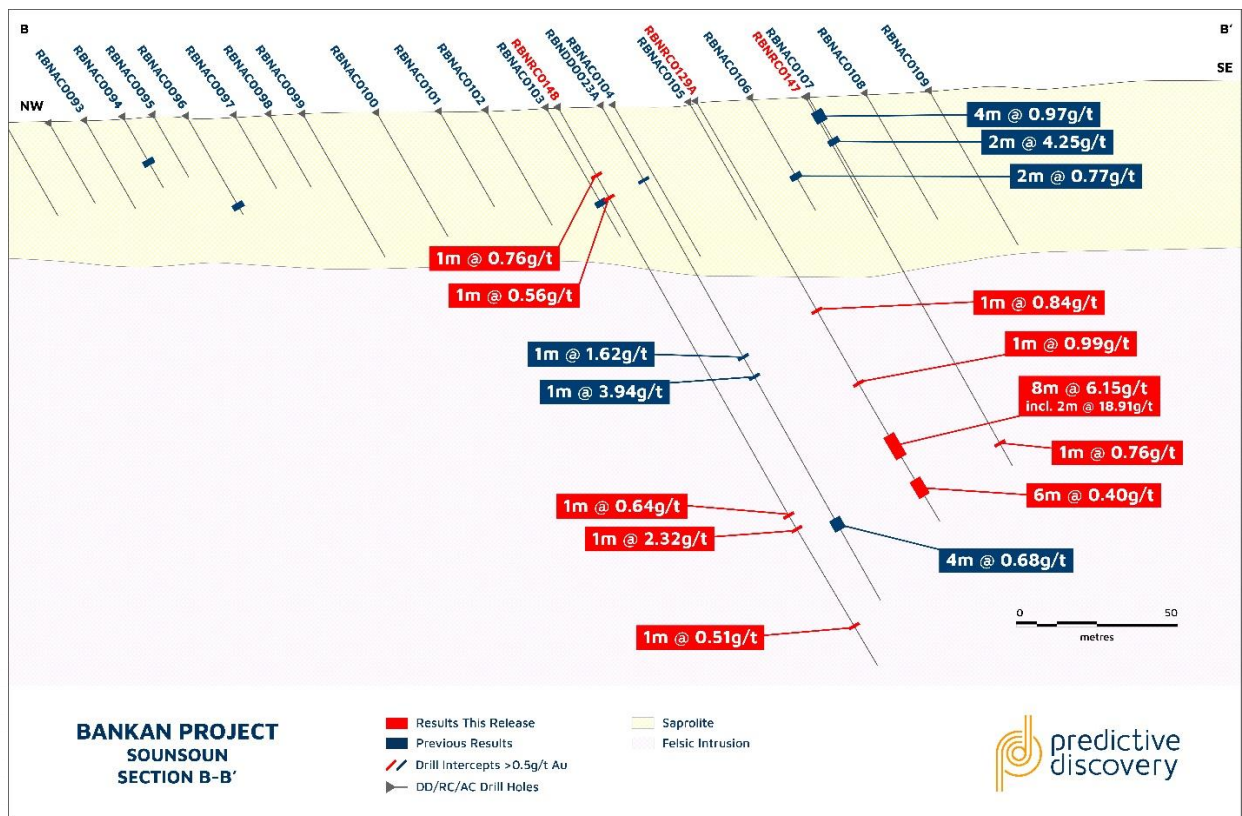 B
B'
NW
SE
RBNAC0093
RBNAC0094
RBNAC0095
RBNAC0096
RBNAC0097
RBNAC0098
RBNAC0099
RBNAC0100
RBNAC0101
RBNAC0102
RBNAC0103
RBNRC0148
RBNDD0023A
RBNAC0104
RBNAC0105
RBNRC0129A
RBNAC0106
RBNRC0147
RBNAC0107
RBNAC0108
RBNAC0109
4m @ 0.97g/t
2m @ 4.25g/t
2m @ 0.77g/t
1m @ 0.76g/t
1m @ 0.56g/t
1m @ 0.84g/t
1m @ 0.99g/t
1m @ 1.62g/t
1m @ 3.94g/t
8m @ 6.15g/t
incl. 2m @ 18.91g/t
1m @ 0.76g/t
6m @ 0.40g/t
1m @ 0.64g/t
1m @ 2.32g/t
4m @ 0.68g/t
1m @ 0.51g/t
0 50
metres
BANKAN PROJECT
SOUNSOUN
SECTION B-B'
Results This Release
Previous Results
Drill Intercepts >0.5g/t Au
DD/RC/AC Drill Holes
Saprolite
Felsic Intrusion
predictive
discovery